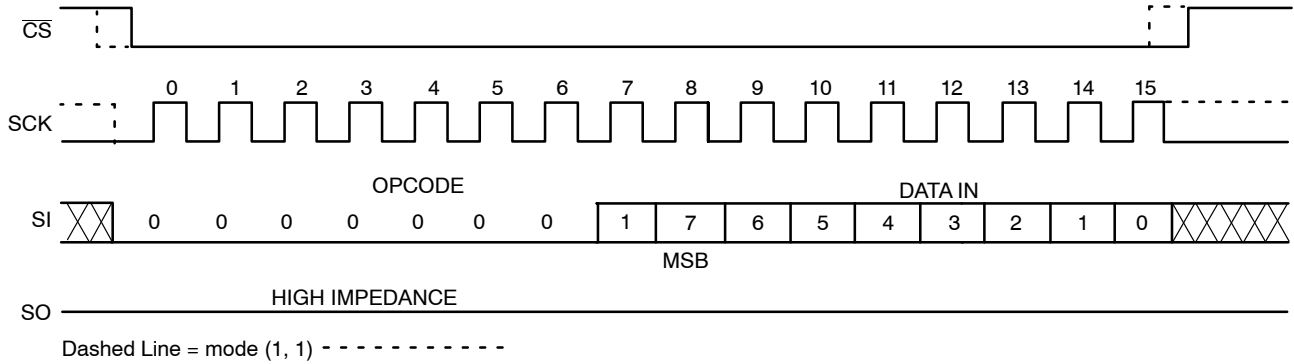 CS
0 1 2 3 4 5 6 7 8 9 10 11 12 13 14 15
SCK
OPCODE DATA IN
SI 0 0 0 0 0 0 0 1 7 6 5 4 3 2 1 0
MSB
HIGH IMPEDANCE
SO
Dashed Line = mode (1, 1)